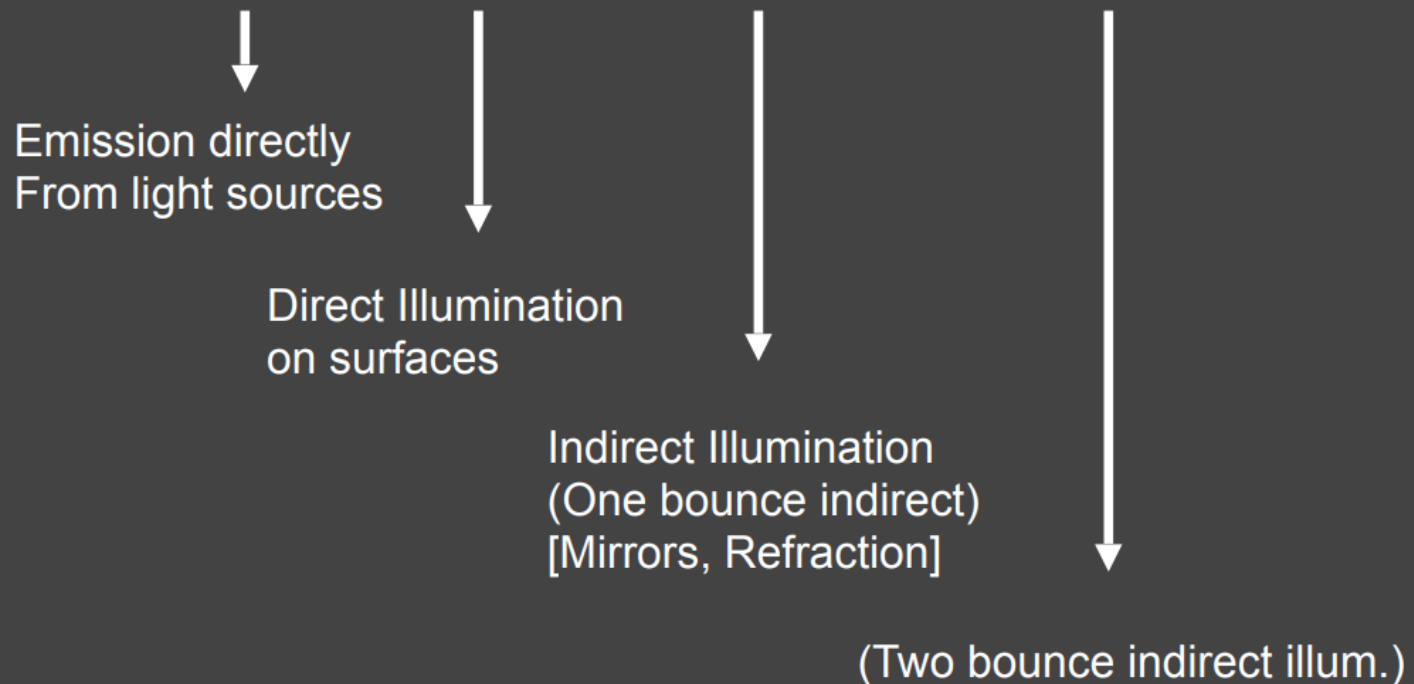 Emission directly
From light sources
Direct Illumination
on surfaces
Indirect Illumination
(One bounce indirect)
[Mirrors, Refraction]
(Two bounce indirect illum.)